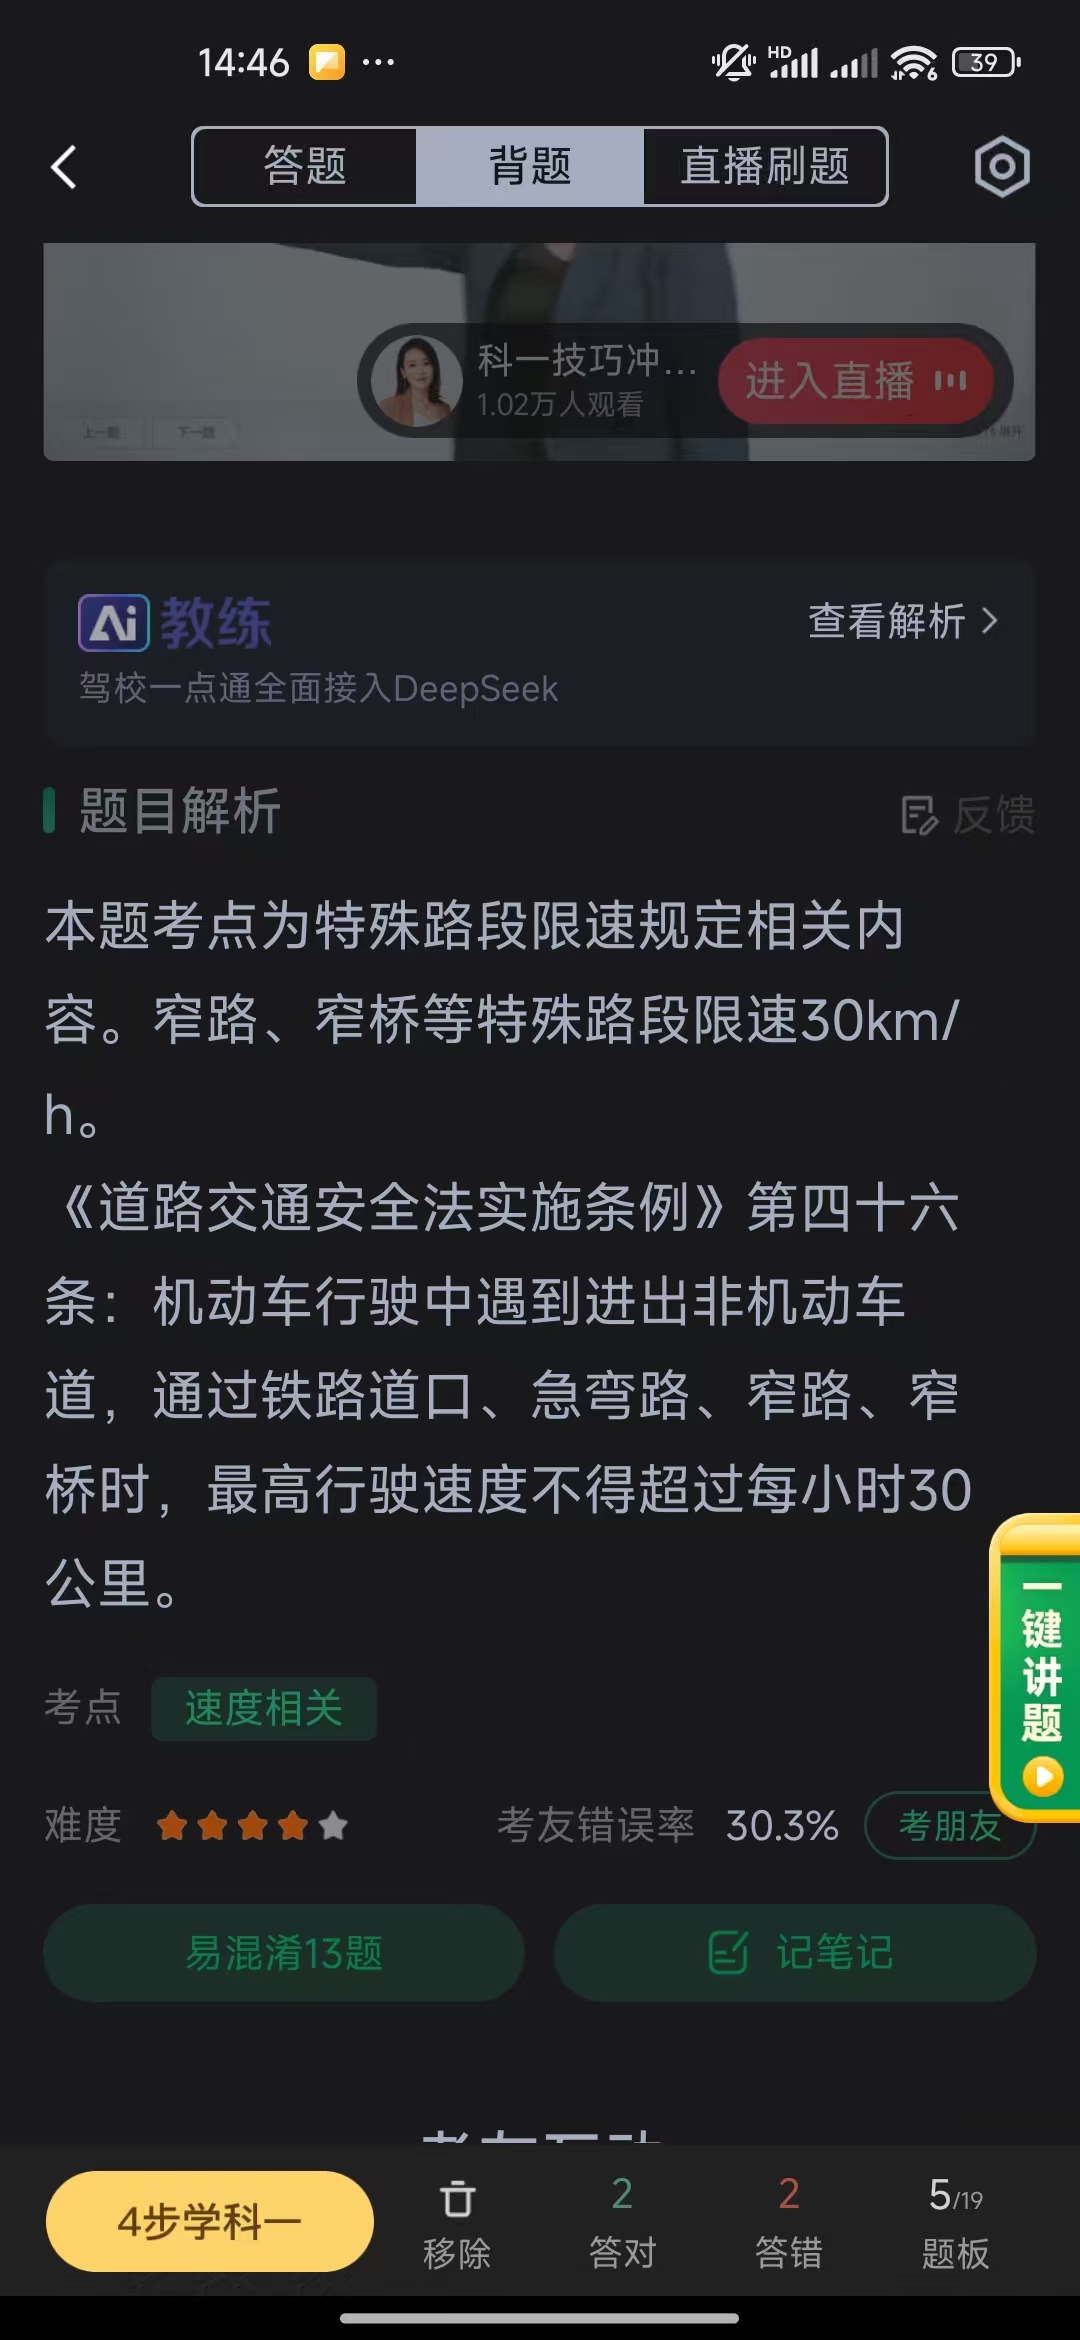 14:46
HD
6
39
答题
背题
直播刷题
科一技巧冲...
1.02万人观看
进入直播
上一题
下一题
展开
Ai 教练
查看解析
驾校一点通全面接入DeepSeek
题目解析
反馈
本题考点为特殊路段限速规定相关内
容。窄路、窄桥等特殊路段限速30km/
h。
《道路交通安全法实施条例》第四十六
条：机动车行驶中遇到进出非机动车
道，通过铁路道口、急弯路、窄路、窄
桥时，最高行驶速度不得超过每小时30
公里。
一键讲题
考点
速度相关
难度
考友错误率
30.3%
考朋友
易混淆13题
记笔记
考友互动
4步学科一
移除
2
答对
2
答错
5/19
题板